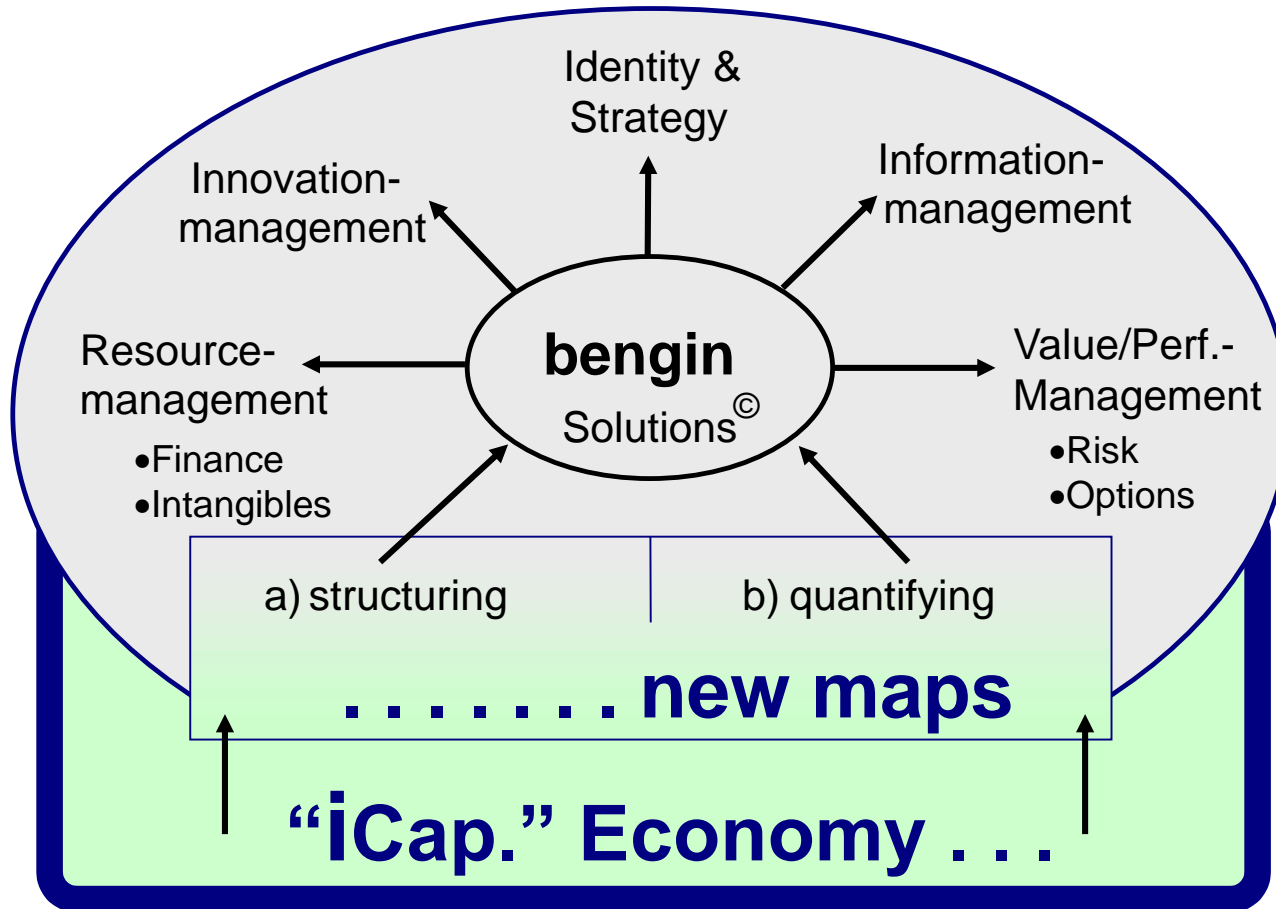 Identity &
Strategy
Innovation-
management
Information-
management
Resource-
management
•Finance
•Intangibles
bengin
Solutions©
Value/Perf.-
Management
•Risk
•Options
a) structuring
b) quantifying
. . . . . . . new maps
“iCap.” Economy . . .